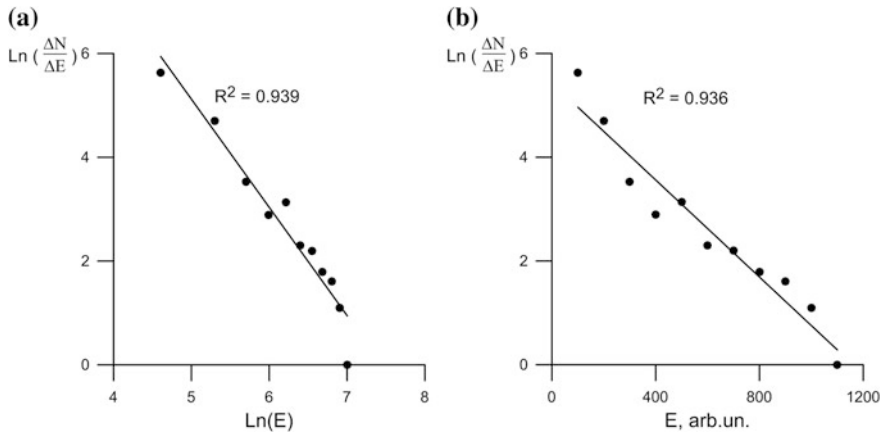 (a)
Ln (ΔN/ΔE)
6
4
2
0
R² = 0.939
4
5
6
7
8
Ln(E)
(b)
Ln (ΔN/ΔE)
6
4
2
0
R² = 0.936
0
400
800
1200
E, arb.un.